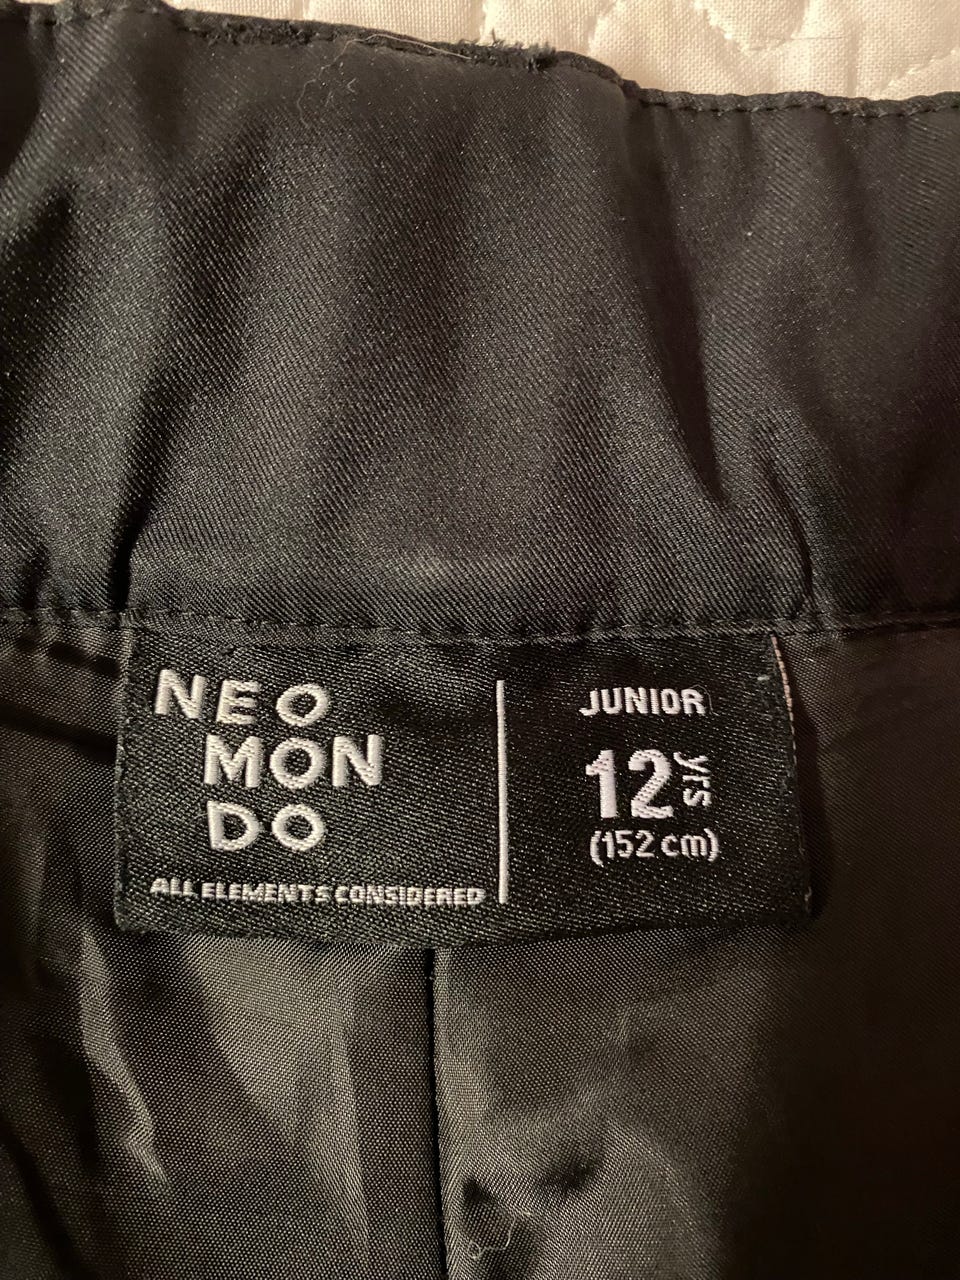 NEO
MON
DO
ALL ELEMENTS CONSIDERED
JUNIOR
12 yrs
(152 cm)